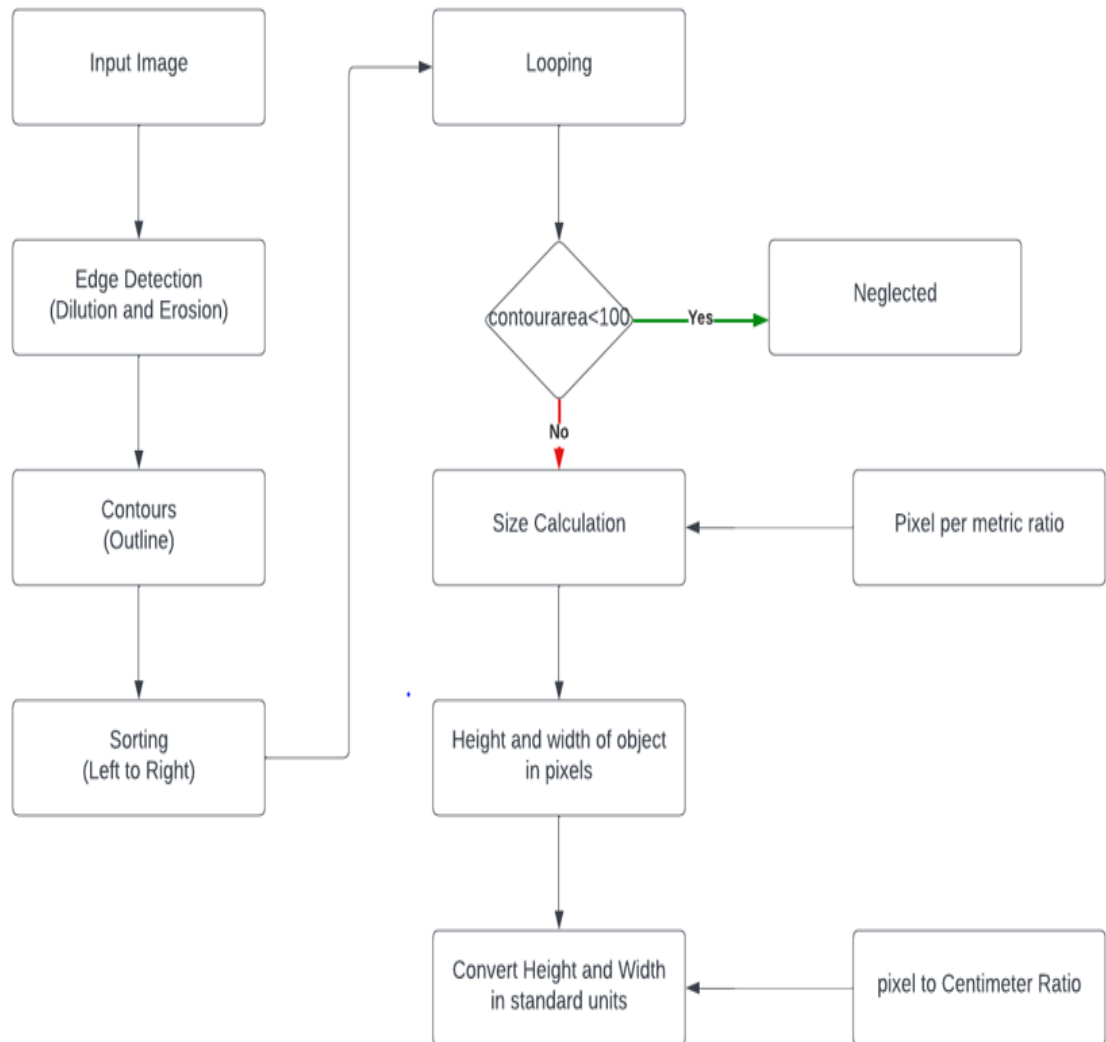 Input Image
Edge Detection
(Dilution and Erosion)
Contours
(Outline)
Sorting
(Left to Right)
Looping
contourarea<100
Yes
Neglected
No
Size Calculation
Pixel per metric ratio
Height and width of object
in pixels
Convert Height and Width
in standard units
pixel to Centimeter Ratio